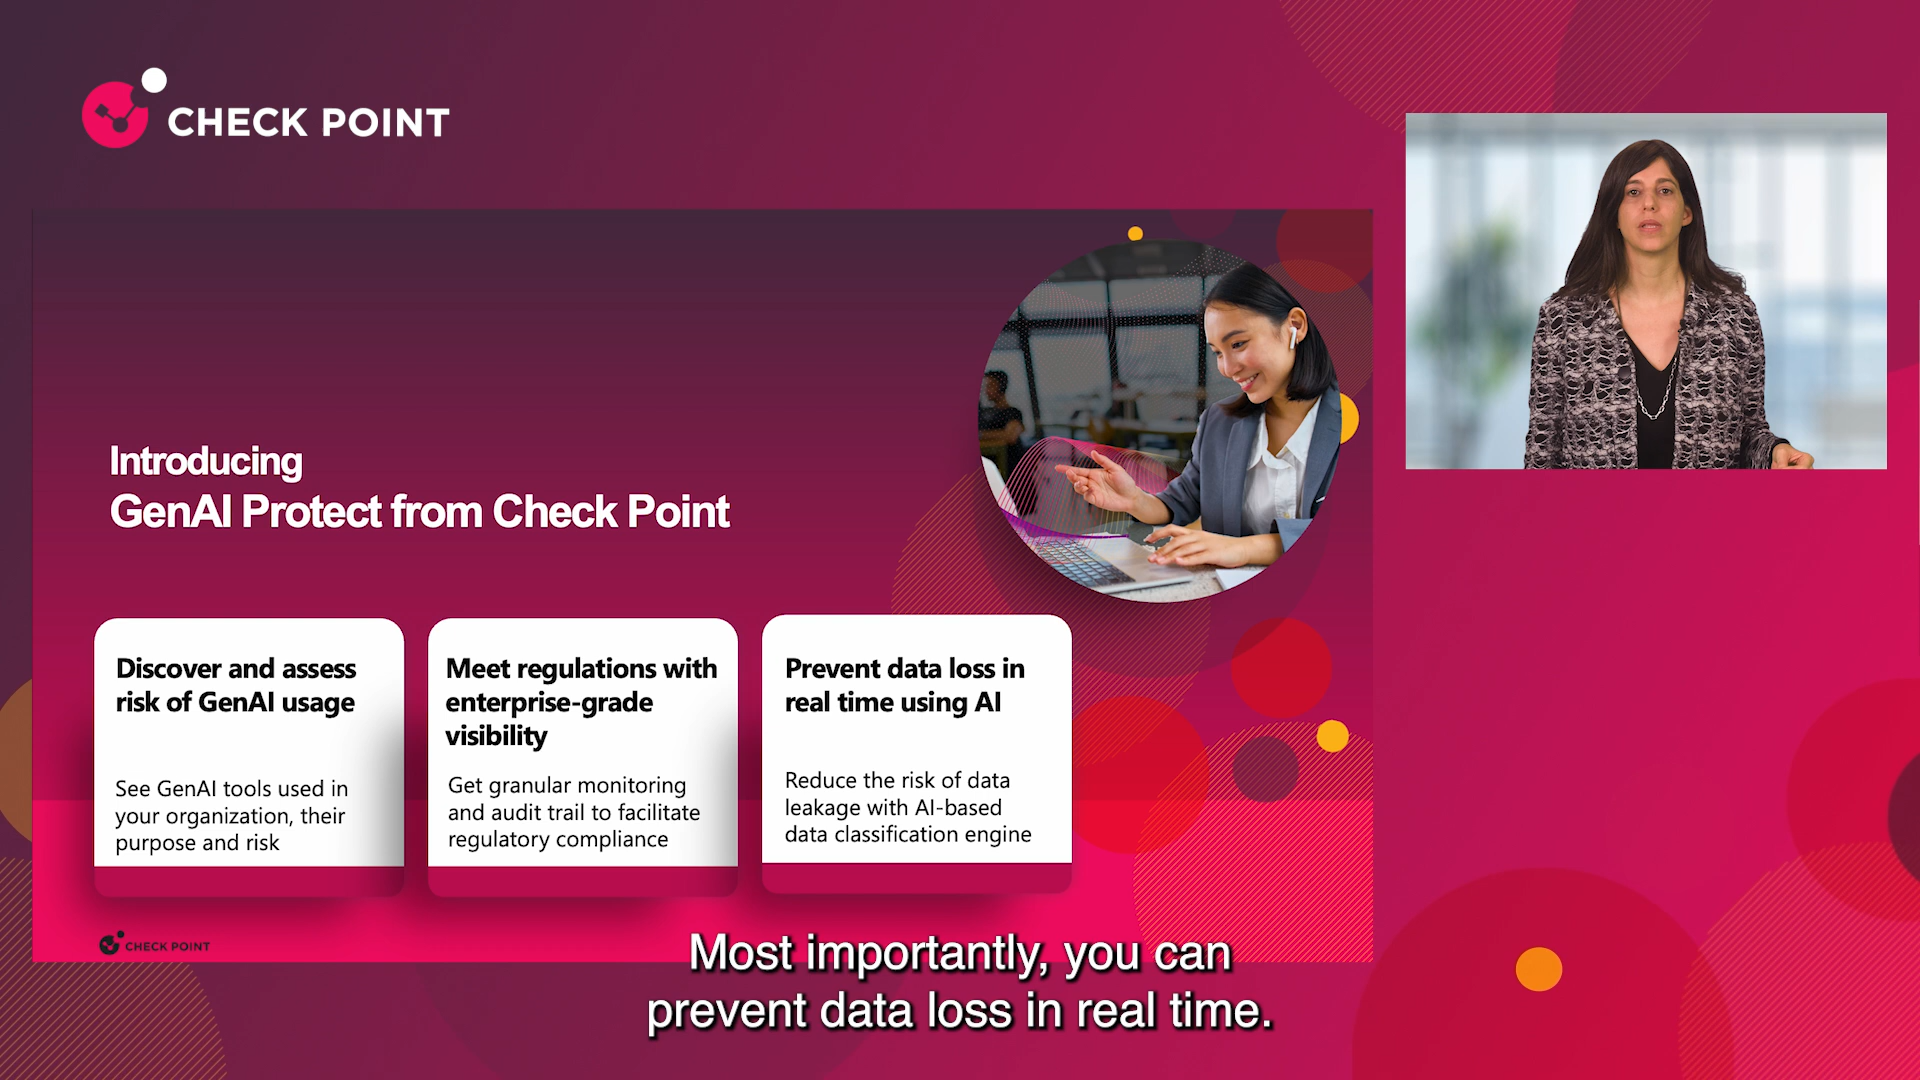 CHECK POINT
Introducing
GenAI Protect from Check Point
Discover and assess
risk of GenAI usage
See GenAI tools used in
your organization, their
purpose and risk
Meet regulations with
enterprise-grade
visibility
Get granular monitoring
and audit trail to facilitate
regulatory compliance
Prevent data loss in
real time using AI
Reduce the risk of data
leakage with AI-based
data classification engine
CHECK POINT
Most importantly, you can
prevent data loss in real time.